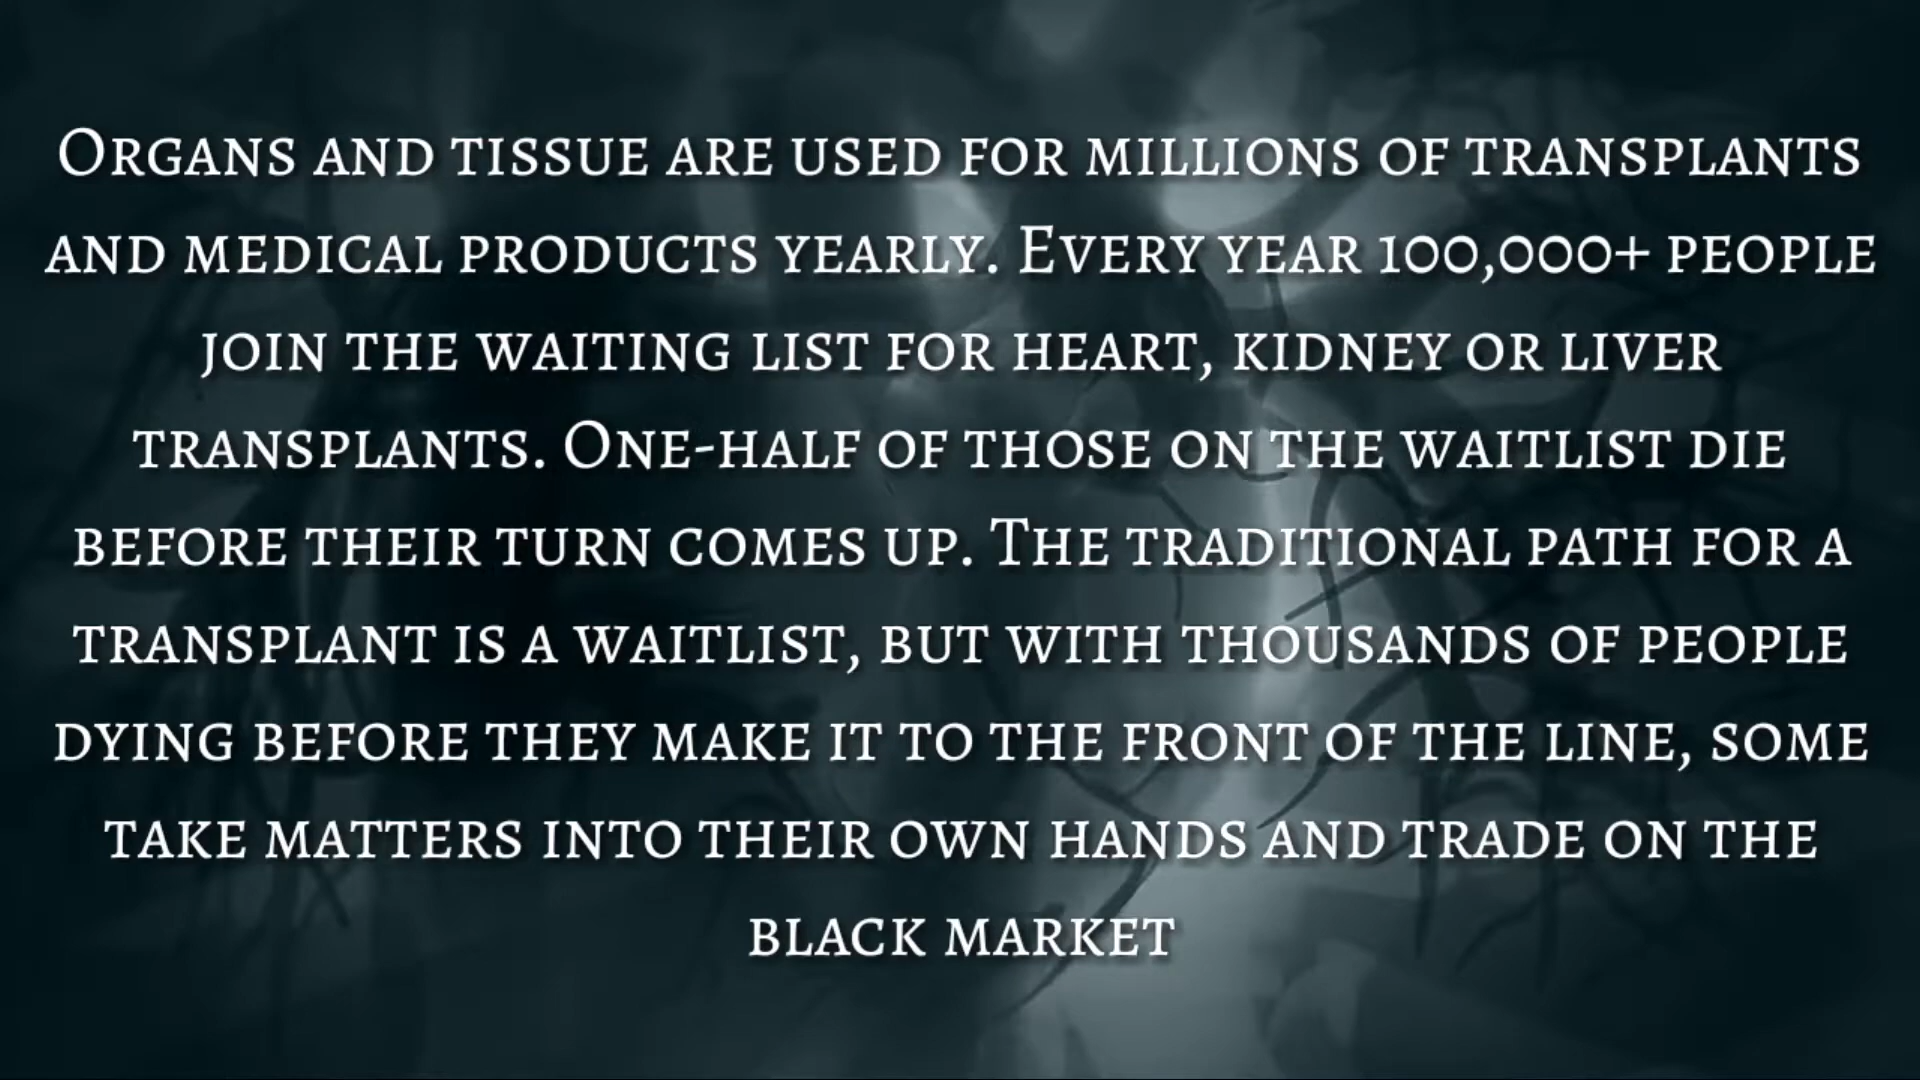 Organs and tissue are used for millions of transplants
and medical products yearly. Every year 100,000+ people
join the waiting list for heart, kidney or liver
transplants. One-half of those on the waitlist die
before their turn comes up. The traditional path for a
transplant is a waitlist, but with thousands of people
dying before they make it to the front of the line, some
take matters into their own hands and trade on the
black market